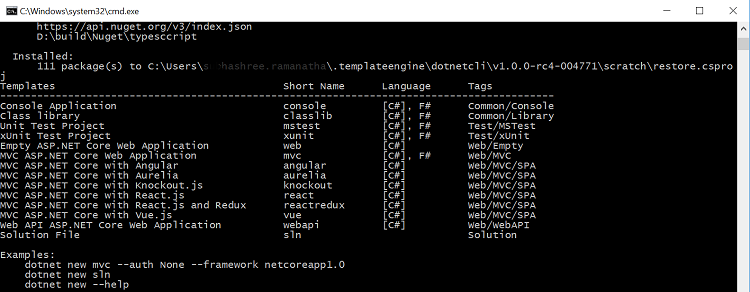 C:\Windows\system32\cmd.exe
https://api.nuget.org/v3/index.json
D:\build\Nuget\typesccript
Installed:
111 package(s) to C:\Users\ \.templateengine\dotnetcli\v1.0.0-rc4-004771\scratch\restore.cspro
j
Templates Short Name Language Tags
--------------------------------------------------------------------------------------
Console Application console [C#], F# Common/Console
Class library classlib [C#], F# Common/Library
Unit Test Project mstest [C#], F# Test/MSTest
xUnit Test Project xunit [C#], F# Test/xUnit
Empty ASP.NET Core Web Application web [C#] Web/Empty
MVC ASP.NET Core Web Application mvc [C#], F# Web/MVC
MVC ASP.NET Core with Angular angular [C#] Web/MVC/SPA
MVC ASP.NET Core with Aurelia aurelia [C#] Web/MVC/SPA
MVC ASP.NET Core with Knockout.js knockout [C#] Web/MVC/SPA
MVC ASP.NET Core with React.js react [C#] Web/MVC/SPA
MVC ASP.NET Core with React.js and Redux reactredux [C#] Web/MVC/SPA
MVC ASP.NET Core with Vue.js vue [C#] Web/MVC/SPA
Web API ASP.NET Core Web Application webapi [C#] Web/WebAPI
Solution File sln Solution
Examples:
dotnet new mvc --auth None --framework netcoreapp1.0
dotnet new sln
dotnet new --help